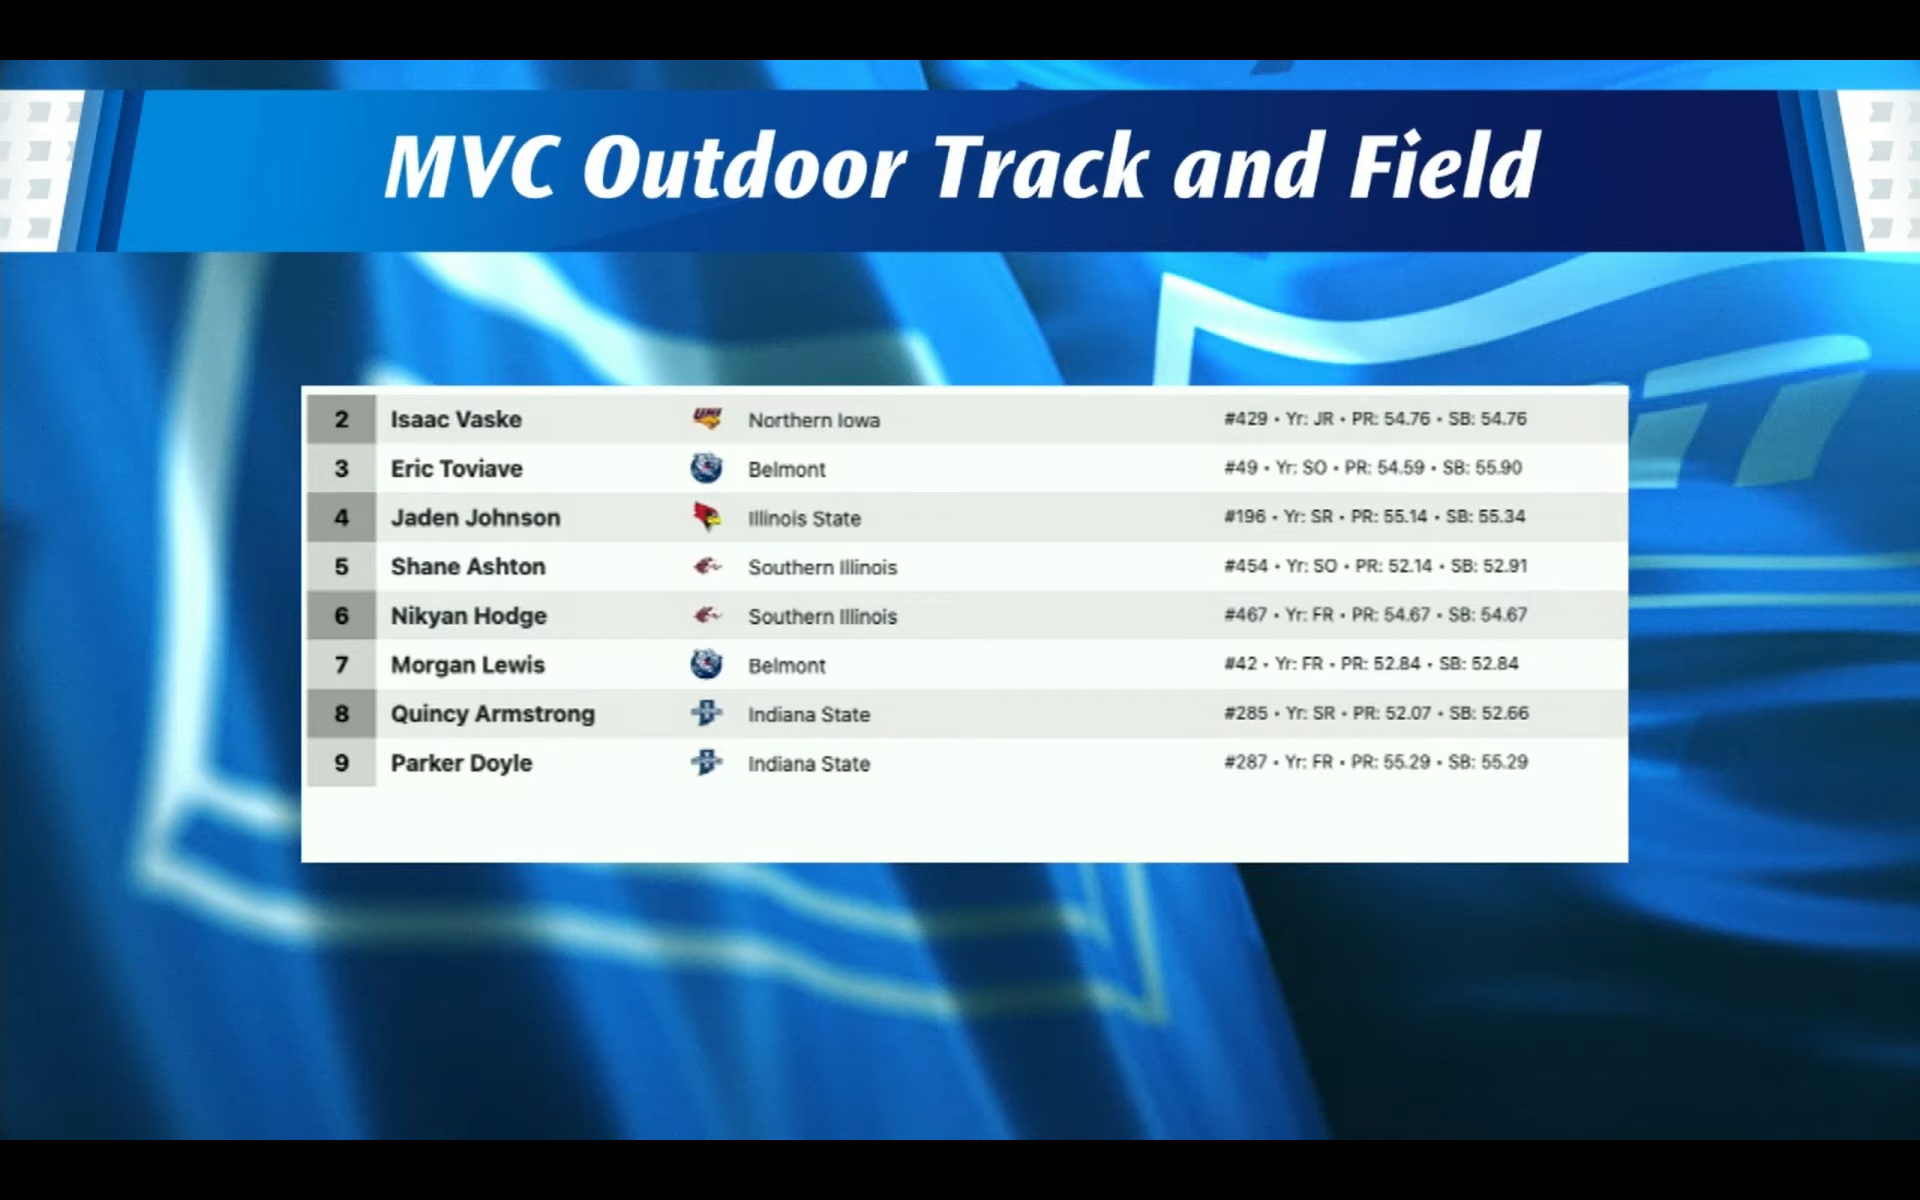 MVC Outdoor Track and Field
2 Isaac Vaske UNI Northern Iowa #429 • Yr: JR • PR: 54.76 • SB: 54.76
3 Eric Toviave Belmont #49 • Yr: SO • PR: 54.59 • SB: 55.90
4 Jaden Johnson Illinois State #196 • Yr: SR • PR: 55.14 • SB: 55.34
5 Shane Ashton Southern Illinois #454 • Yr: SO • PR: 52.14 • SB: 52.91
6 Nikyan Hodge Southern Illinois #467 • Yr: FR • PR: 54.67 • SB: 54.67
7 Morgan Lewis Belmont #42 • Yr: FR • PR: 52.84 • SB: 52.84
8 Quincy Armstrong Indiana State #285 • Yr: SR • PR: 52.07 • SB: 52.66
9 Parker Doyle Indiana State #287 • Yr: FR • PR: 55.29 • SB: 55.29